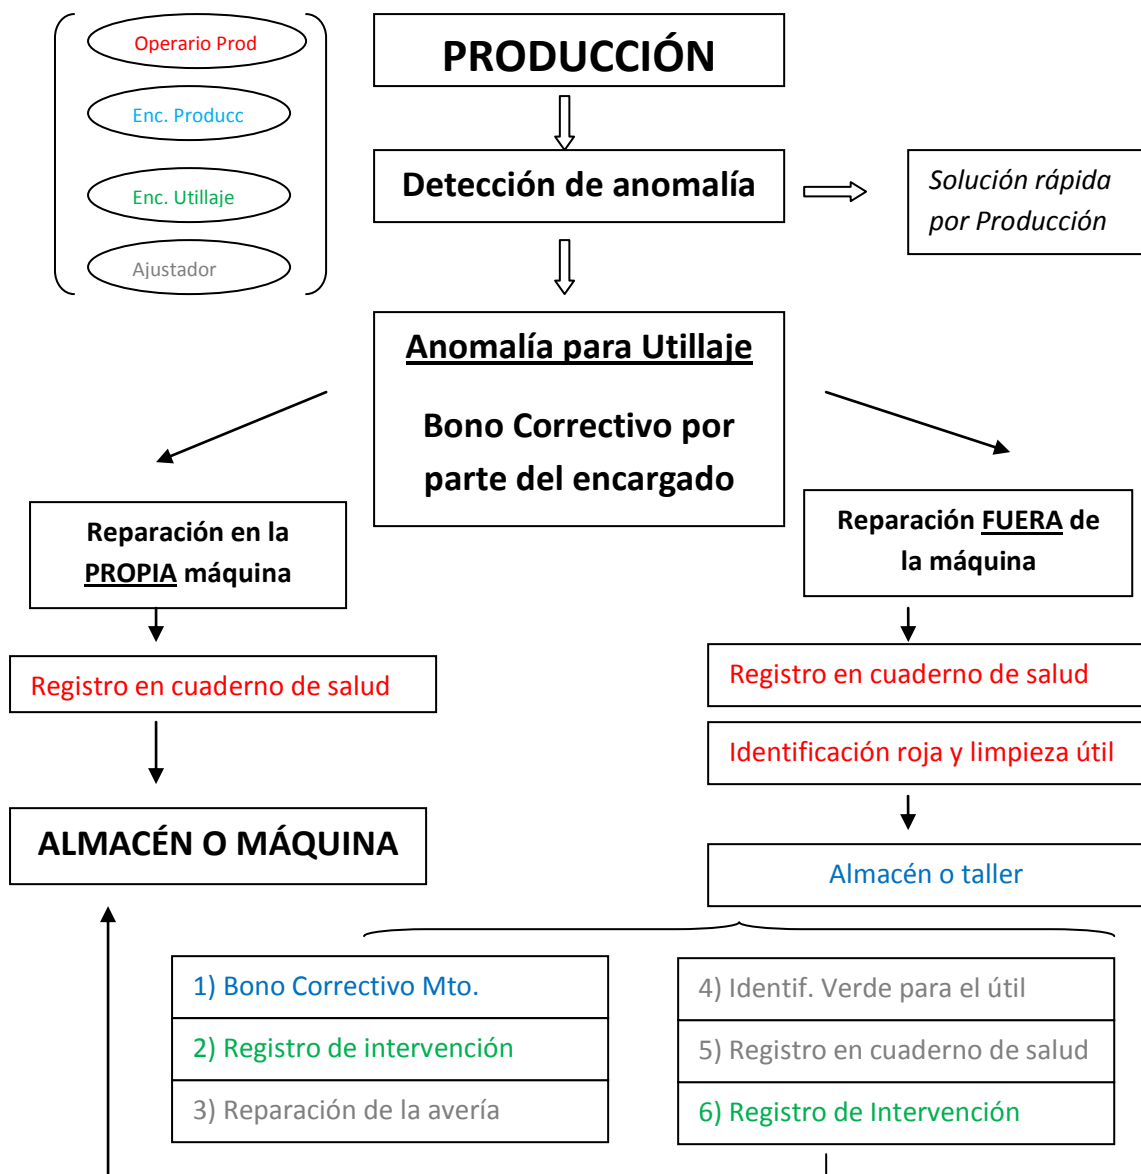 Operario Prod
Enc. Producc
Enc. Utillaje
Ajustador
PRODUCCIÓN
Detección de anomalía
Solución rápida
por Producción
Anomalía para Utillaje
Bono Correctivo por
parte del encargado
Reparación en la
PROPIA máquina
Reparación FUERA de
la máquina
Registro en cuaderno de salud
Registro en cuaderno de salud
Identificación roja y limpieza útil
ALMACÉN O MÁQUINA
Almacén o taller
1) Bono Correctivo Mto.
2) Registro de intervención
3) Reparación de la avería
4) Identif. Verde para el útil
5) Registro en cuaderno de salud
6) Registro de Intervención